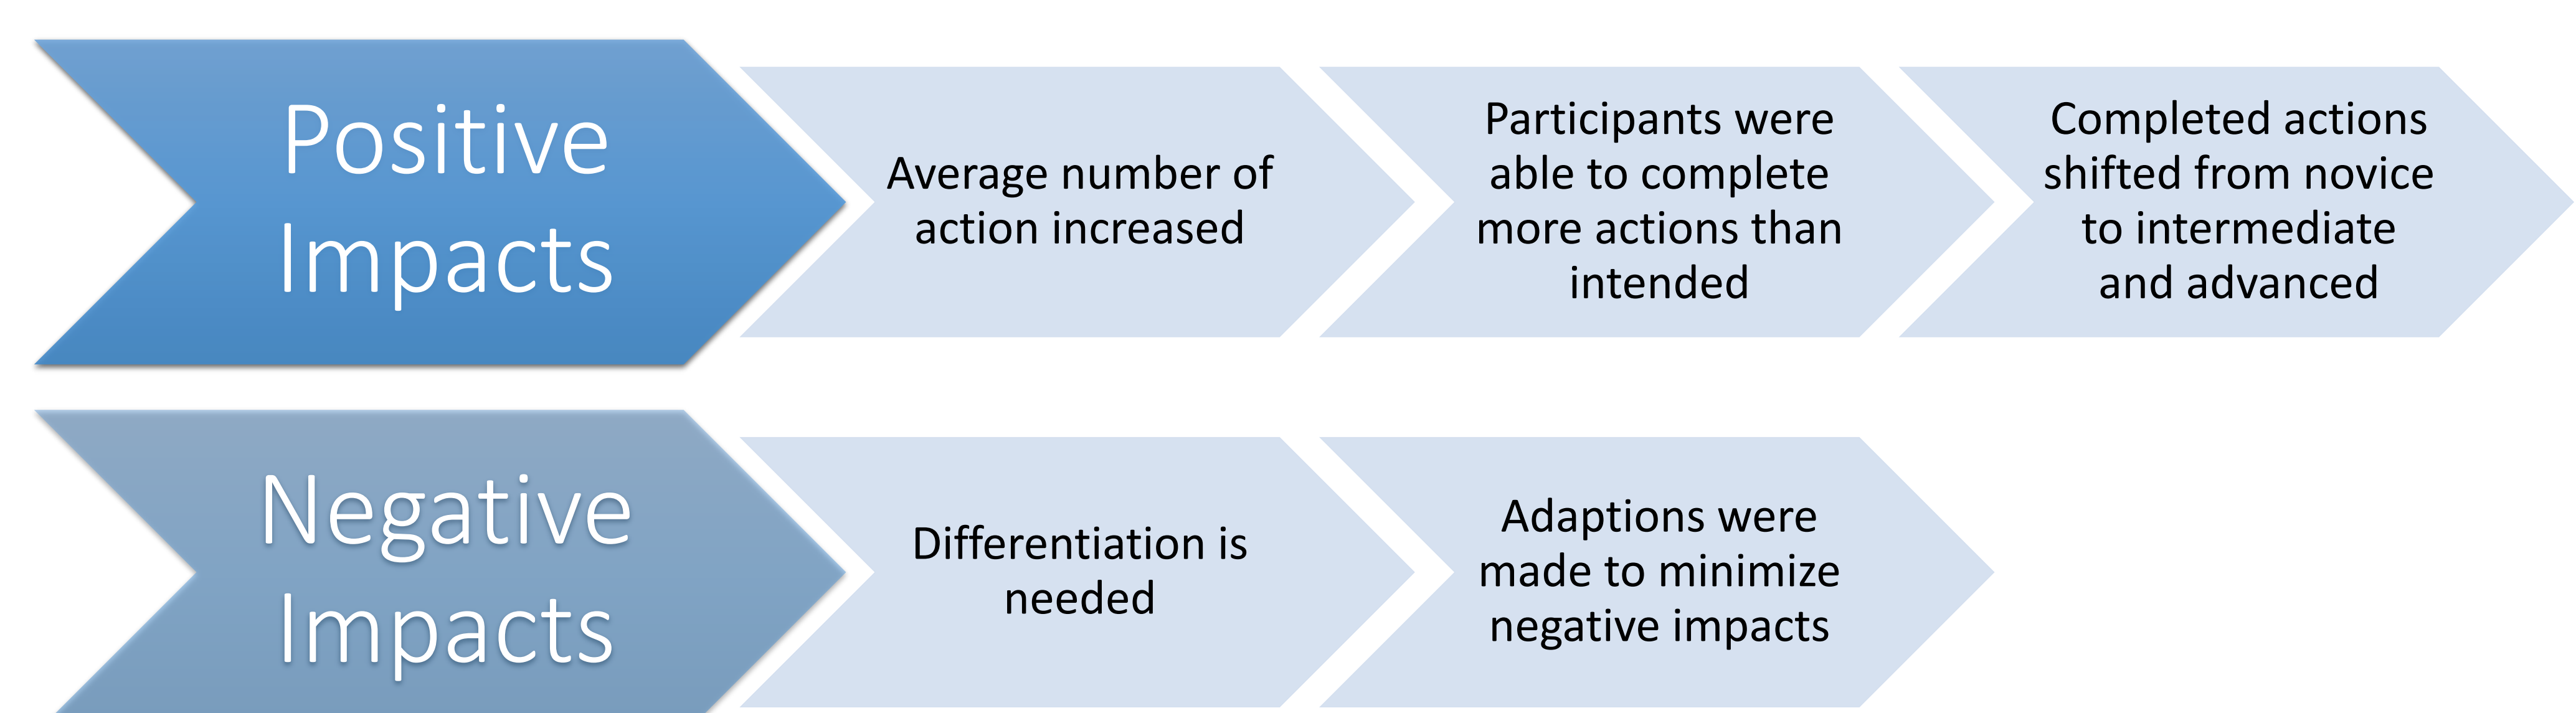 Positive
Impacts
Average number of
action increased
Participants were
able to complete
more actions than
intended
Completed actions
shifted from novice
to intermediate
and advanced
Negative
Impacts
Differentiation is
needed
Adaptions were
made to minimize
negative impacts